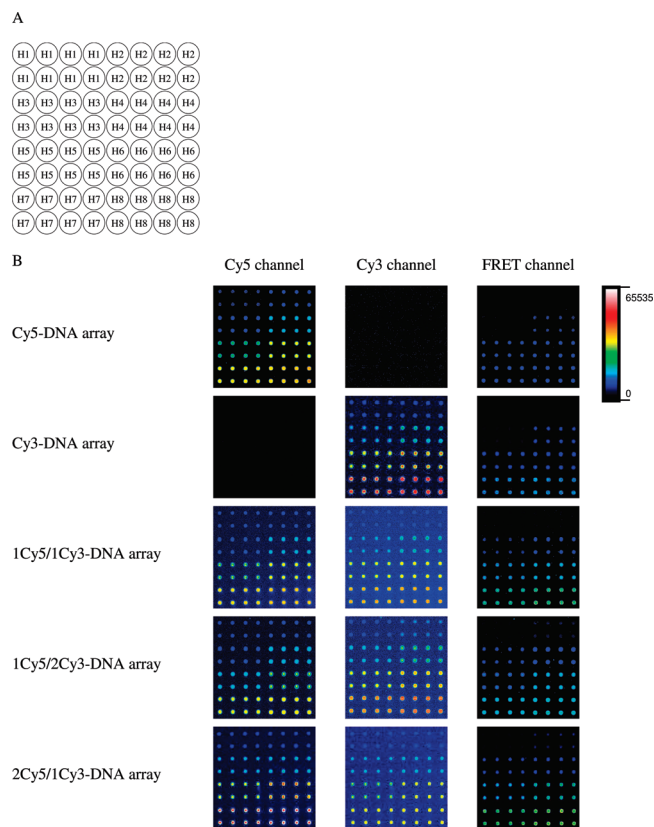 A
H1 H1 H1 H1 H2 H2 H2 H2
H1 H1 H1 H1 H2 H2 H2 H2
H3 H3 H3 H3 H4 H4 H4 H4
H3 H3 H3 H3 H4 H4 H4 H4
H5 H5 H5 H5 H6 H6 H6 H6
H5 H5 H5 H5 H6 H6 H6 H6
H7 H7 H7 H7 H8 H8 H8 H8
H7 H7 H7 H7 H8 H8 H8 H8
B
Cy5 channel Cy3 channel FRET channel
65535
0
Cy5-DNA array
Cy3-DNA array
1Cy5/1Cy3-DNA array
1Cy5/2Cy3-DNA array
2Cy5/1Cy3-DNA array